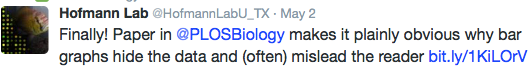 Hofmann Lab @HofmannLabU_TX · May 2
Finally! Paper in @PLOSBiology makes it plainly obvious why bar
graphs hide the data and (often) mislead the reader bit.ly/1KiLOrV